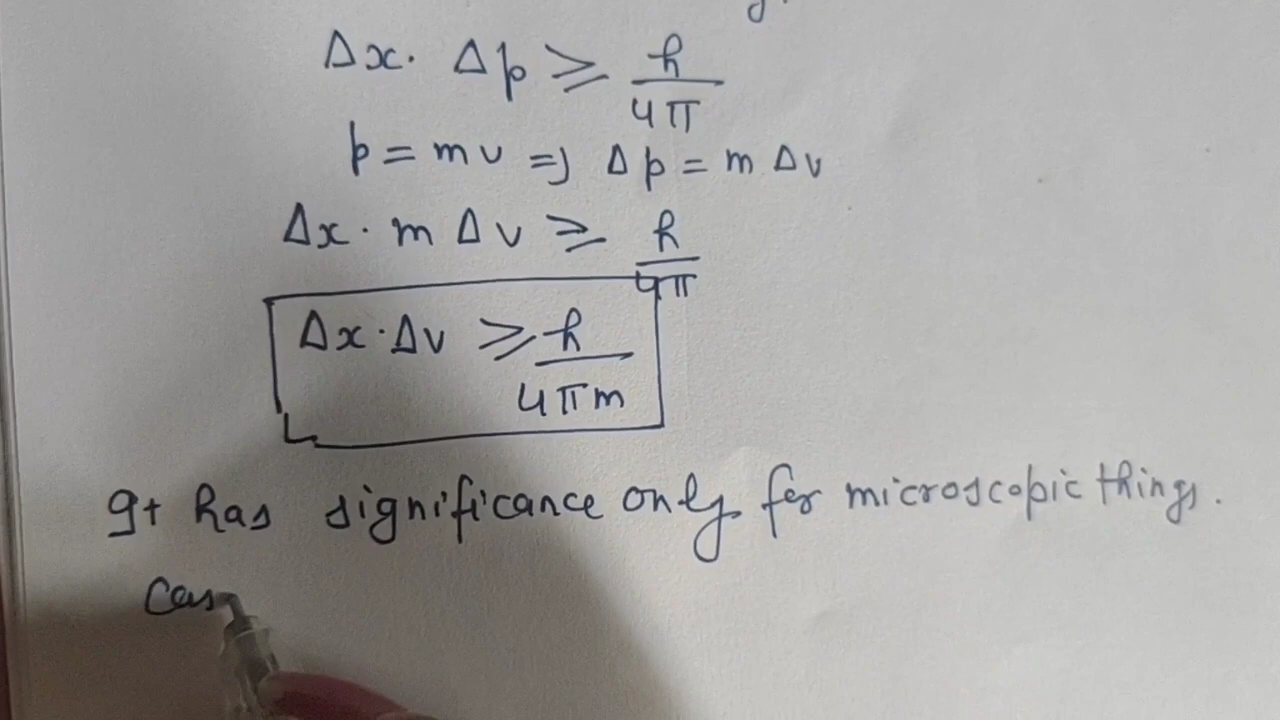 Δx. Δp ≥ h/4π
p = mv => Δp = m Δv
Δx . m Δv ≥ h/4π
Δx . Δv ≥ h/4πm
It has significance only for microscopic things.
Cas